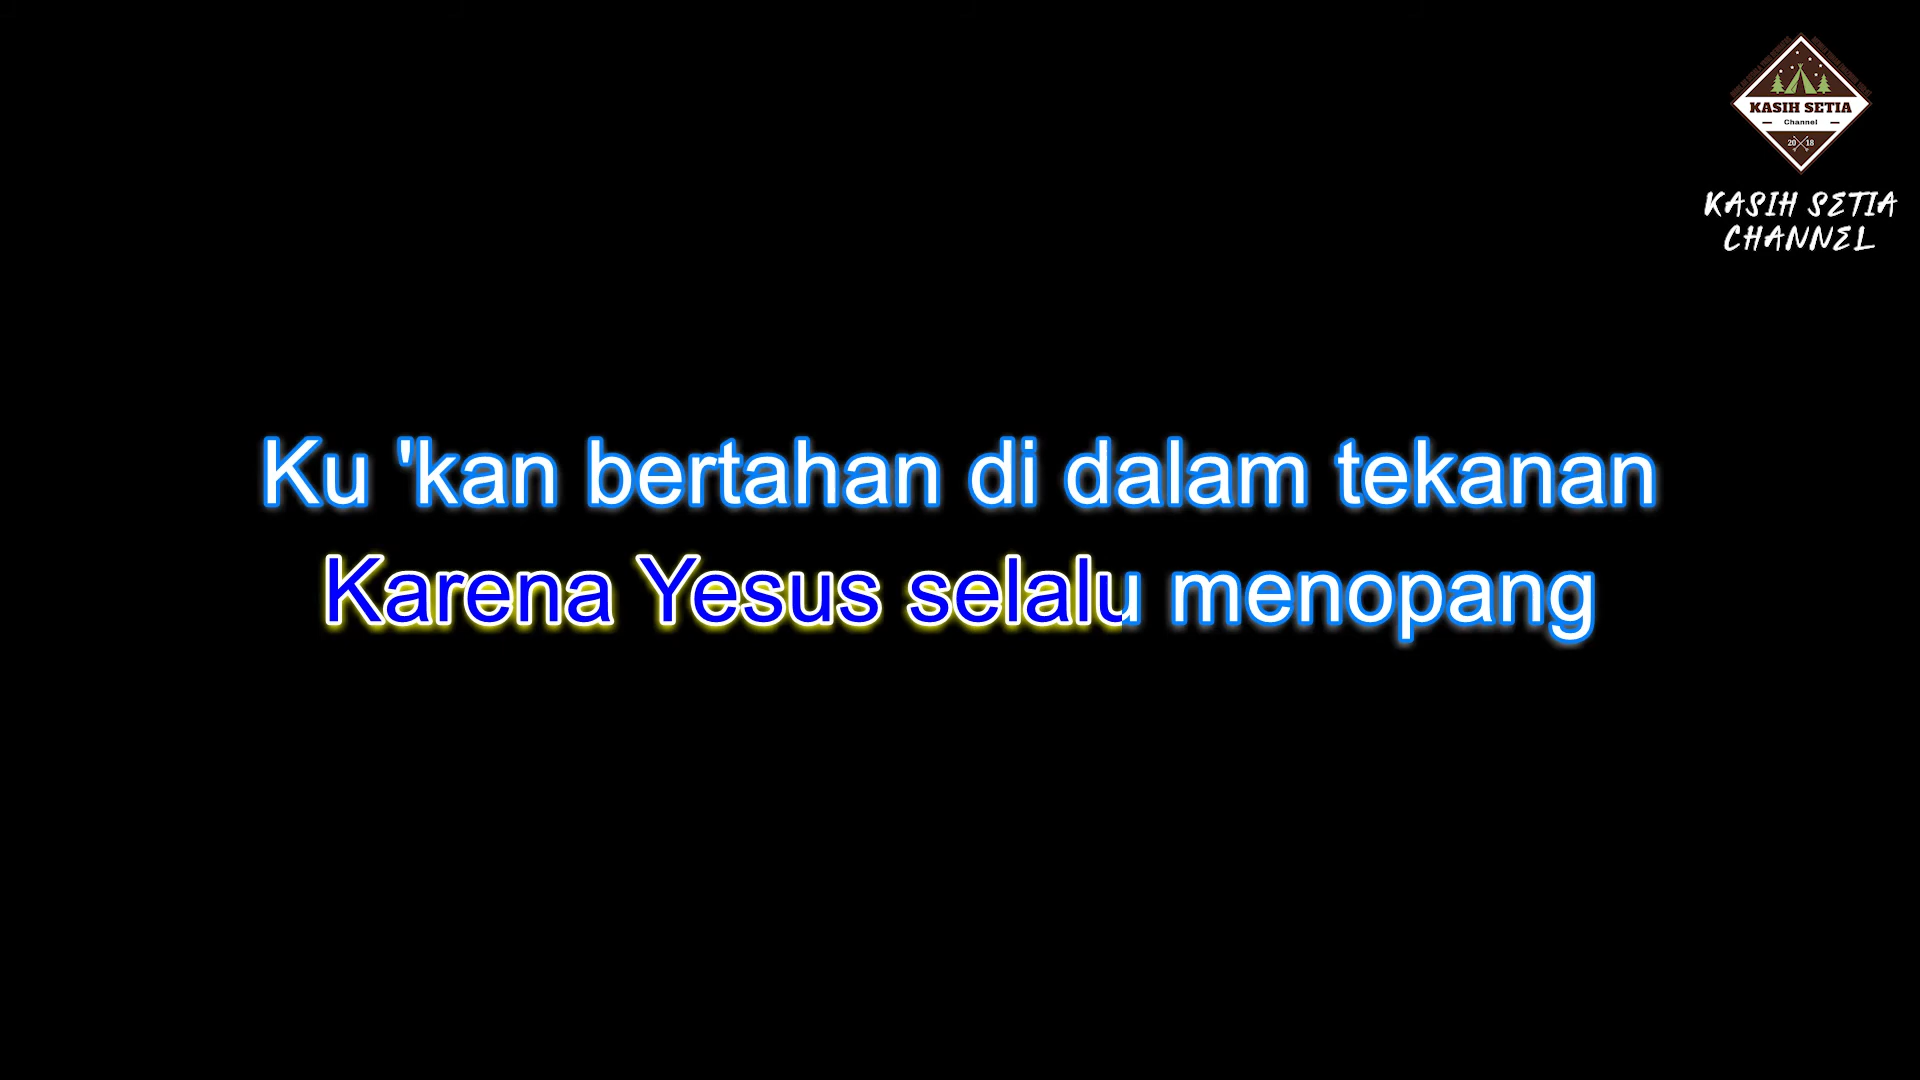 KASIH SETIA
Channel
20 18
KASIH SETIA
CHANNEL
Ku 'kan bertahan di dalam tekanan
Karena Yesus selalu menopang